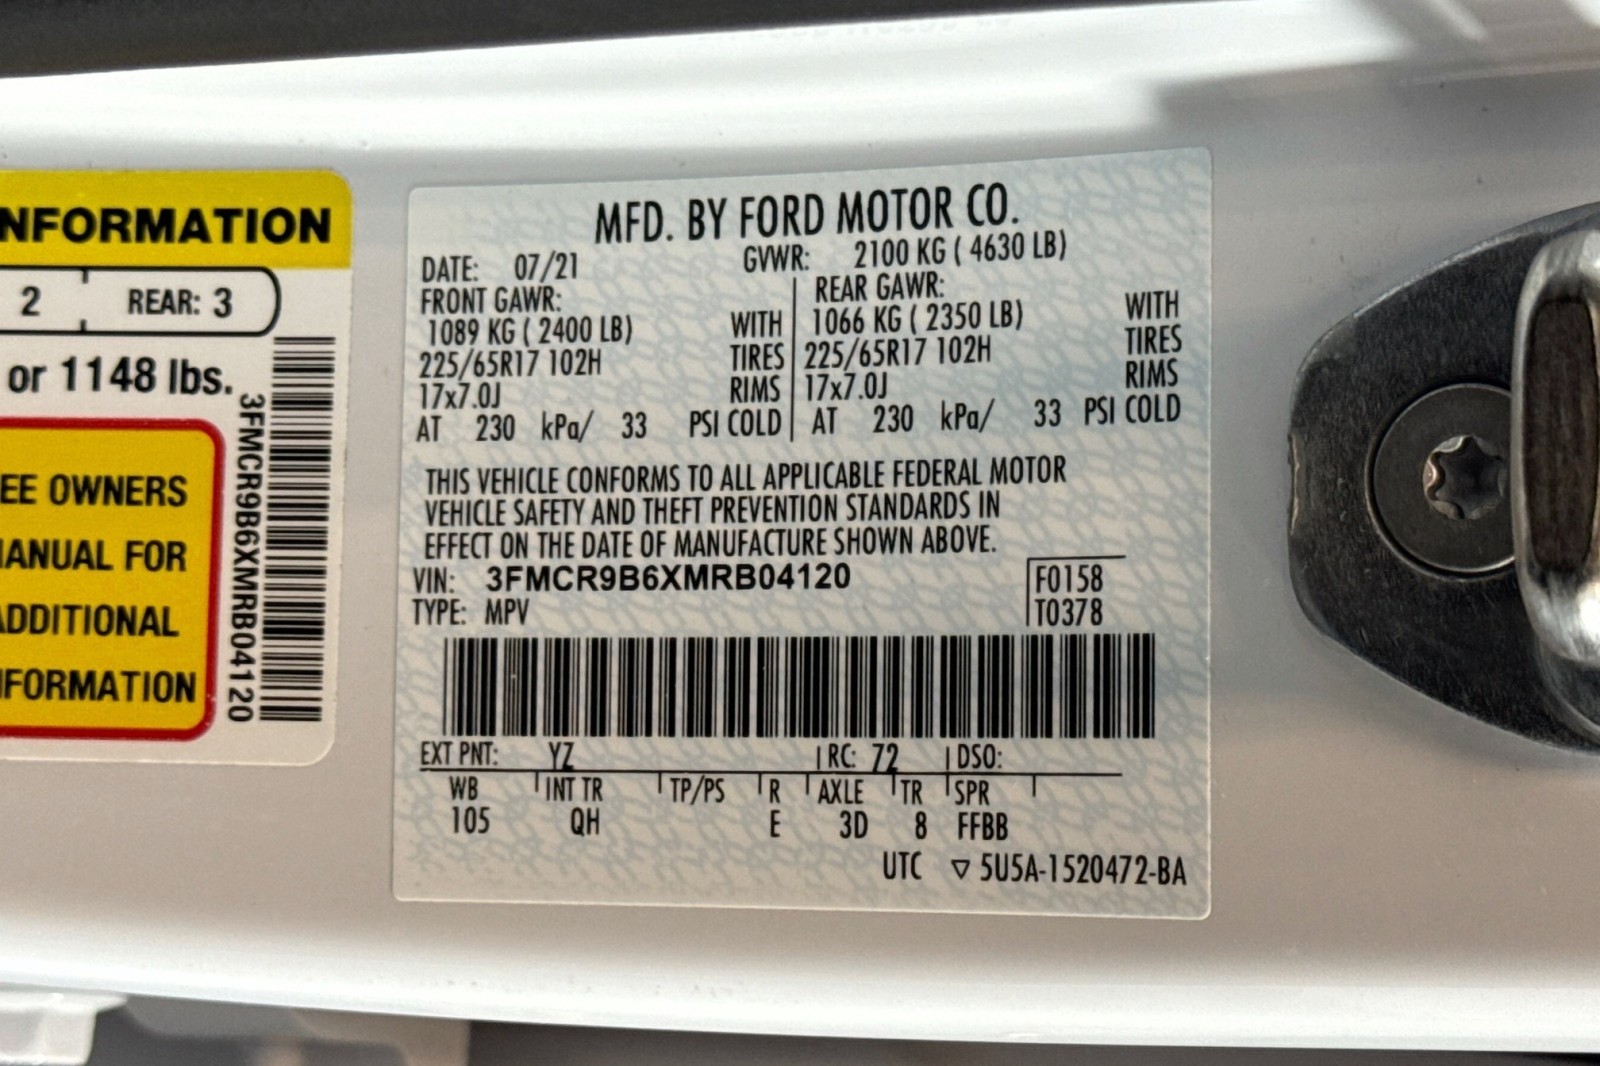 NFORMATION
2 REAR: 3
or 1148 lbs.
EE OWNERS
MANUAL FOR
ADDITIONAL
NFORMATION
3FMCR9B6XMRB04120
MFD. BY FORD MOTOR CO.
DATE: 07/21 GVWR: 2100 KG ( 4630 LB)
FRONT GAWR: REAR GAWR:
1089 KG ( 2400 LB) WITH 1066 KG ( 2350 LB) WITH
225/65R17 102H TIRES 225/65R17 102H TIRES
17x7.0J RIMS 17x7.0J RIMS
AT 230 kPa/ 33 PSI COLD AT 230 kPa/ 33 PSI COLD
THIS VEHICLE CONFORMS TO ALL APPLICABLE FEDERAL MOTOR
VEHICLE SAFETY AND THEFT PREVENTION STANDARDS IN
EFFECT ON THE DATE OF MANUFACTURE SHOWN ABOVE.
VIN: 3FMCR9B6XMRB04120 F0158
TYPE: MPV T0378
EXT PNT: YZ RC: 72 DSO:
WB INT TR TP/PS R AXLE TR SPR
105 QH E 3D 8 FFBB
UTC ▽ 5U5A-1520472-BA